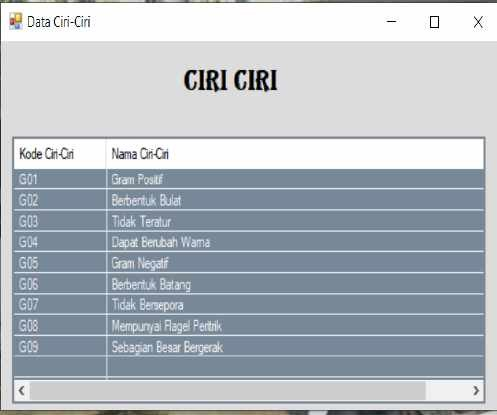 Data Ciri-Ciri
CIRI CIRI
Kode Ciri-Ciri Nama Ciri-Ciri
G01 Gram Positif
G02 Berbentuk Bulat
G03 Tidak Teratur
G04 Dapat Berubah Warna
G05 Gram Negatif
G06 Berbentuk Batang
G07 Tidak Berspora
G08 Mempunyai Flagel Peritrik
G09 Sebagian Besar Bergerak